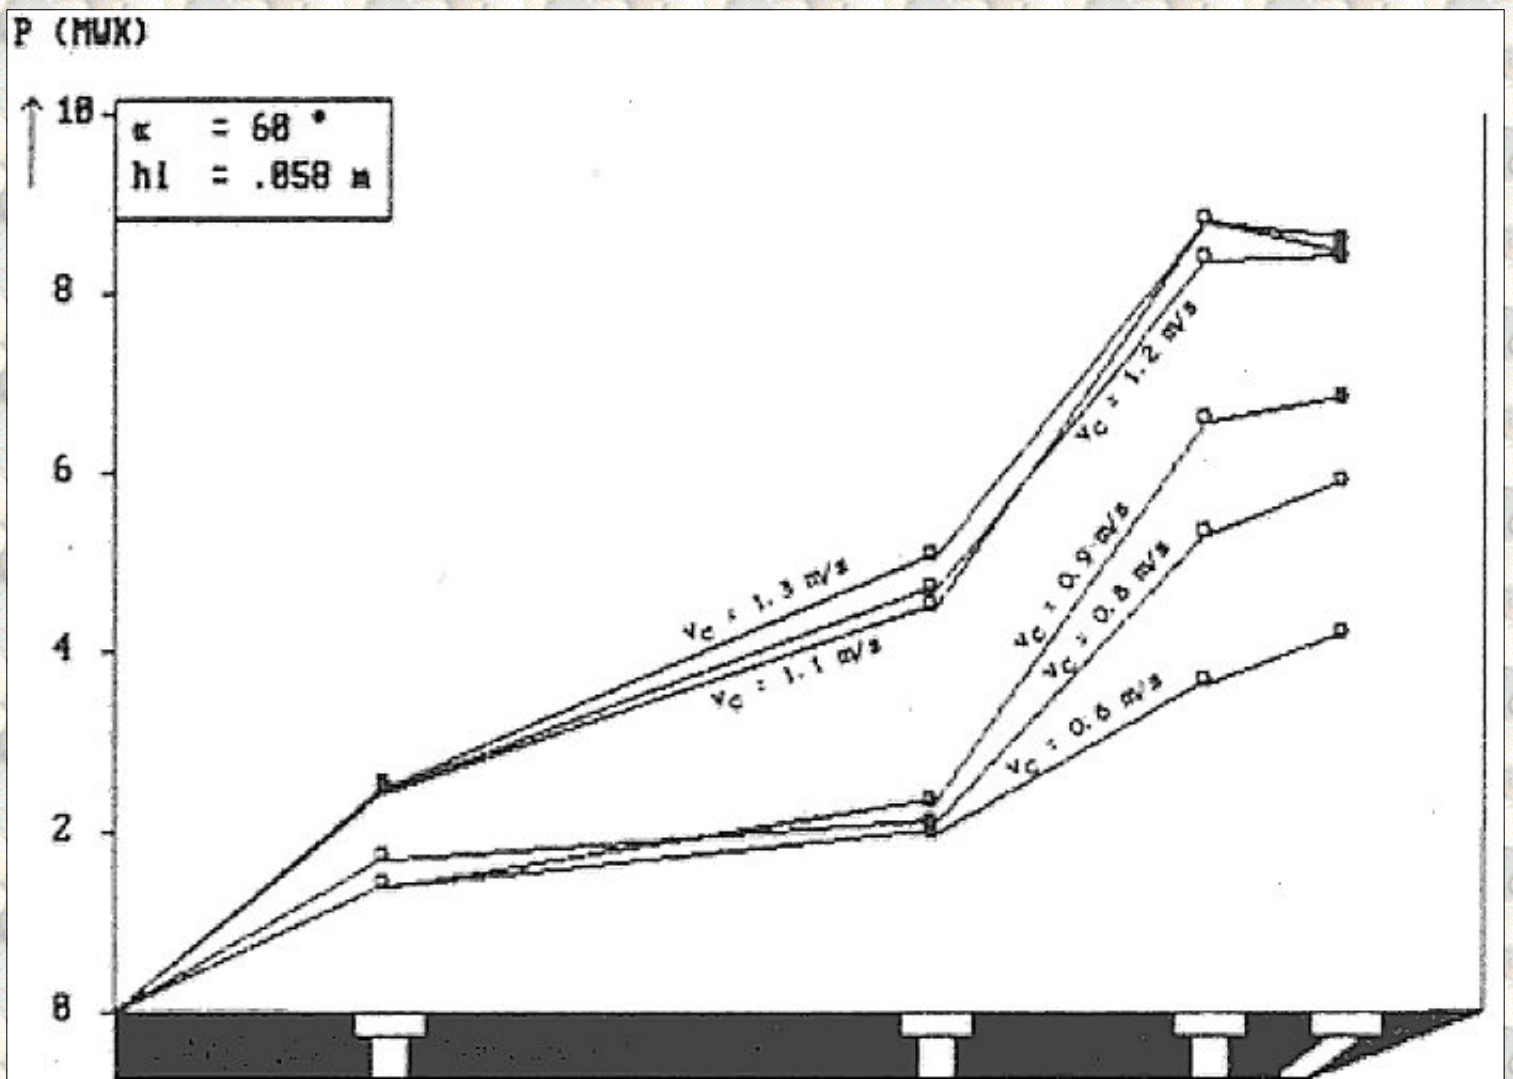 P (MWX)
↑ 10
α = 60 °
h1 = .058 m
8
6
4
2
0
vc = 1.2 m/s
vc = 0.9 m/s
vc = 0.8 m/s
vc = 1.3 m/s
vc = 1.1 m/s
vc = 0.6 m/s